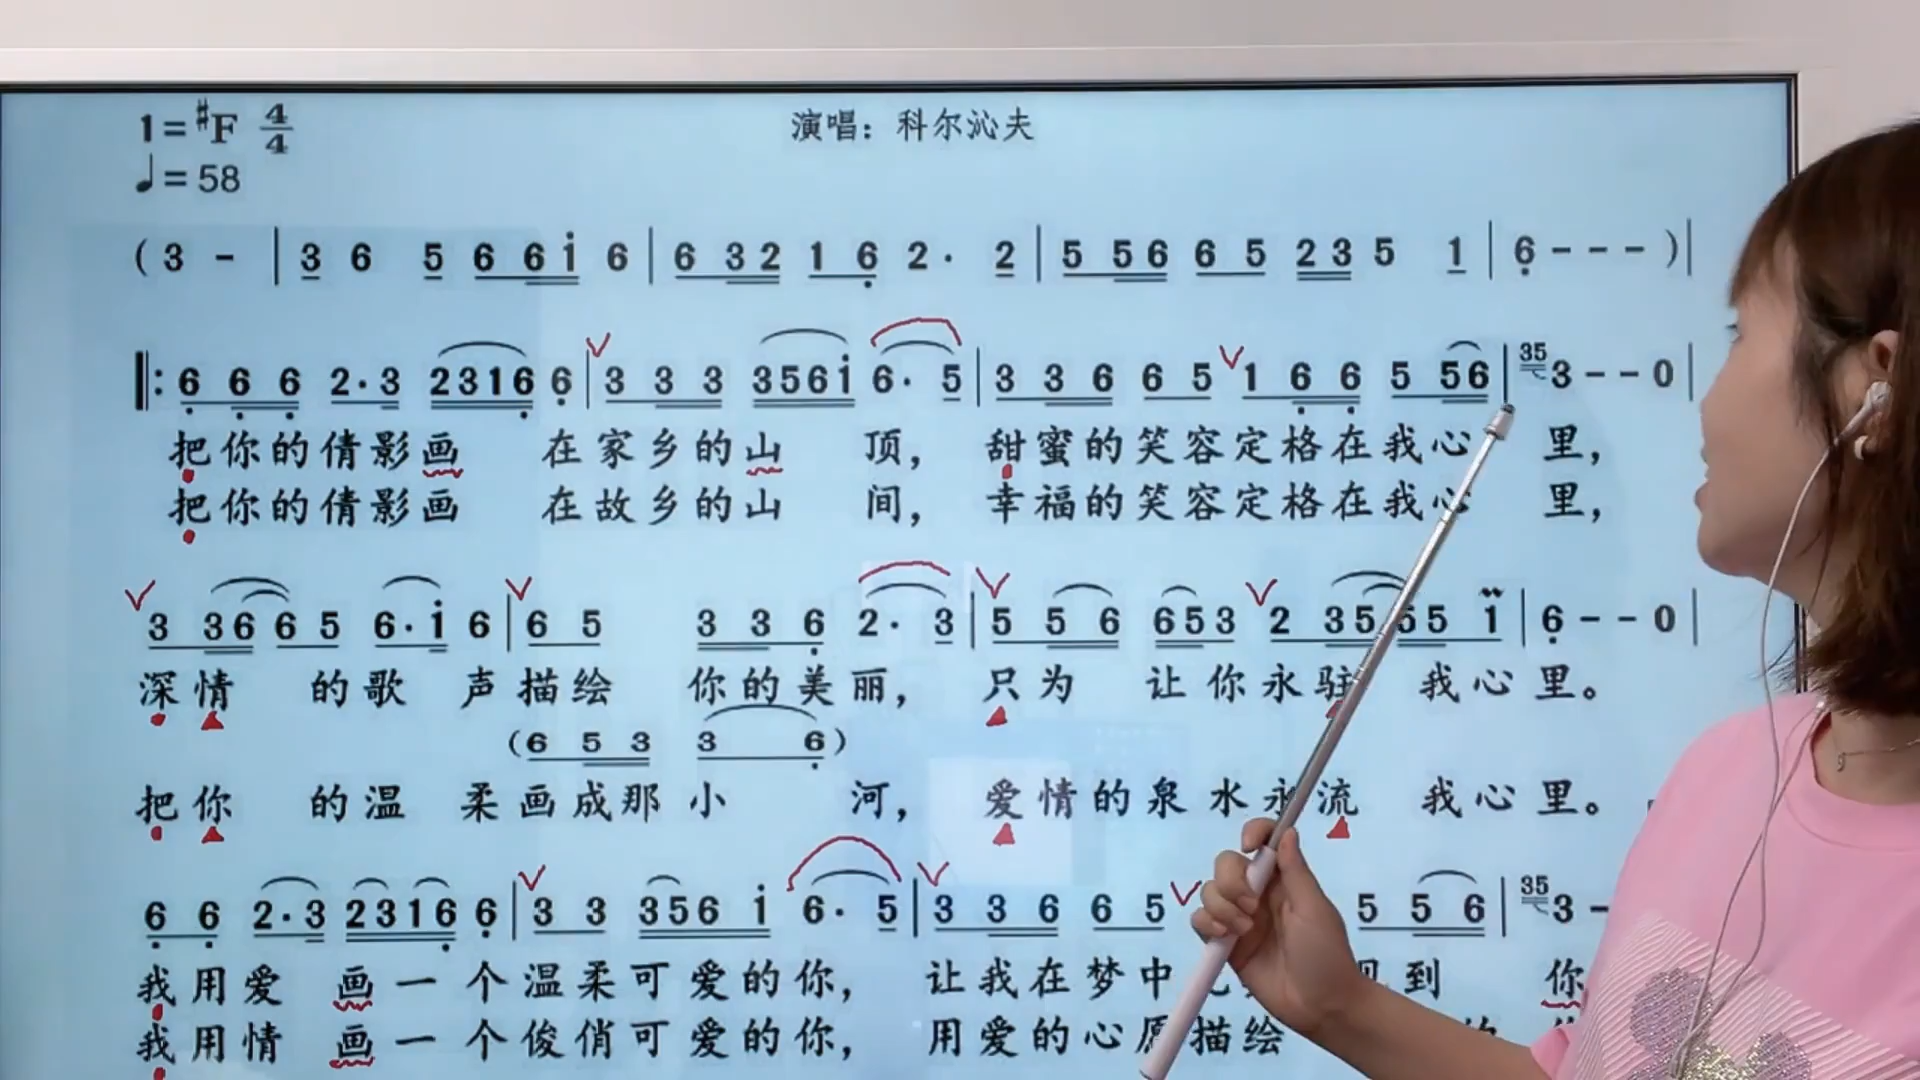 1=#F 4/4
演唱：科尔沁夫
♩=58
(3 - | 3 6 5 6 6 i 6 | 6 3 2 1 6 2· 2 | 5 5 6 6 5 2 3 5 1 | 6 - - - )|
‖: 6 6 6 2·3 2316 6 | 3 3 3 356i 6· 5 | 3 3 6 6 5 1 6 6 5 56 | 35 3 - - 0 |
把你的倩影画 在家乡的山 顶， 甜蜜的笑容定格在我心 里，
把你的倩影画 在故乡的山 间， 幸福的笑容定格在我心 里，
3 36 6 5 6·i 6 | 6 5 3 3 6 2· 3 | 5 5 6 653 2 35 55 1 | 6 - - 0 |
深情 的歌 声描绘 你的美丽， 只为 让你永驻 我心里。
(6 5 3 3 6)
把你 的温 柔画成那 小 河， 爱情的泉水永流 我心里。
6 6 2·3 2316 6 | 3 3 356 i 6· 5 | 3 3 6 6 5 5 5 6 | 35 3 -
我用爱 画一个温柔可爱的你， 让我在梦中 到 你
我用情 画一个俊俏可爱的你， 用爱的心愿描绘